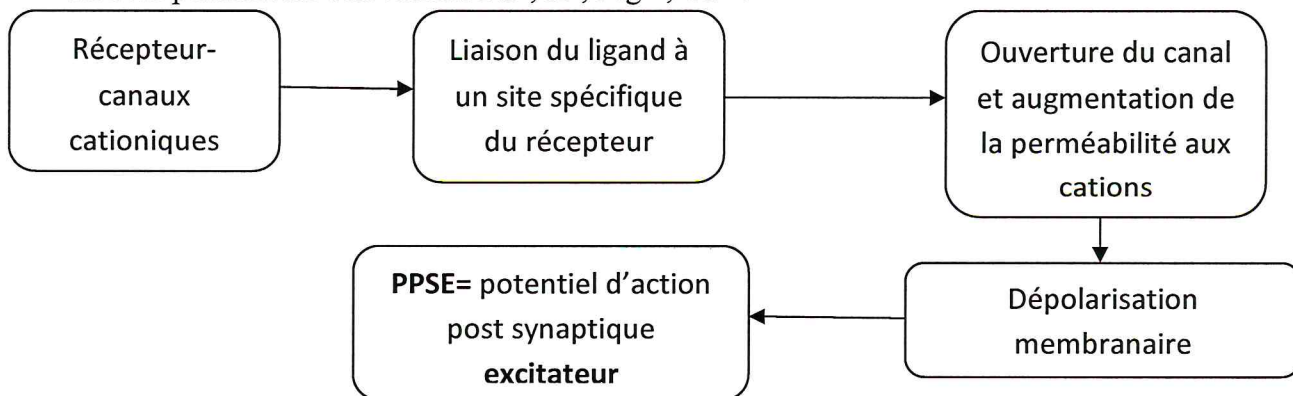 Récepteur-
canaux
cationiques
Liaison du ligand à
un site spécifique
du récepteur
Ouverture du canal
et augmentation de
la perméabilité aux
cations
Dépolarisation
membranaire
PPSE= potentiel d'action
post synaptique
excitateur